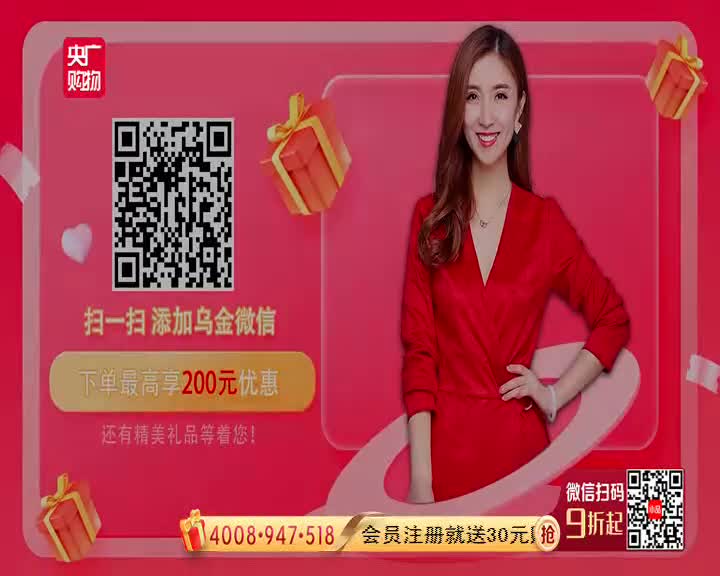 央广
购物
扫一扫 添加乌金微信
下单最高享200元优惠
还有精美礼品等着您!
微信扫码
9折起
4008·947·518
会员注册就送30元
抢